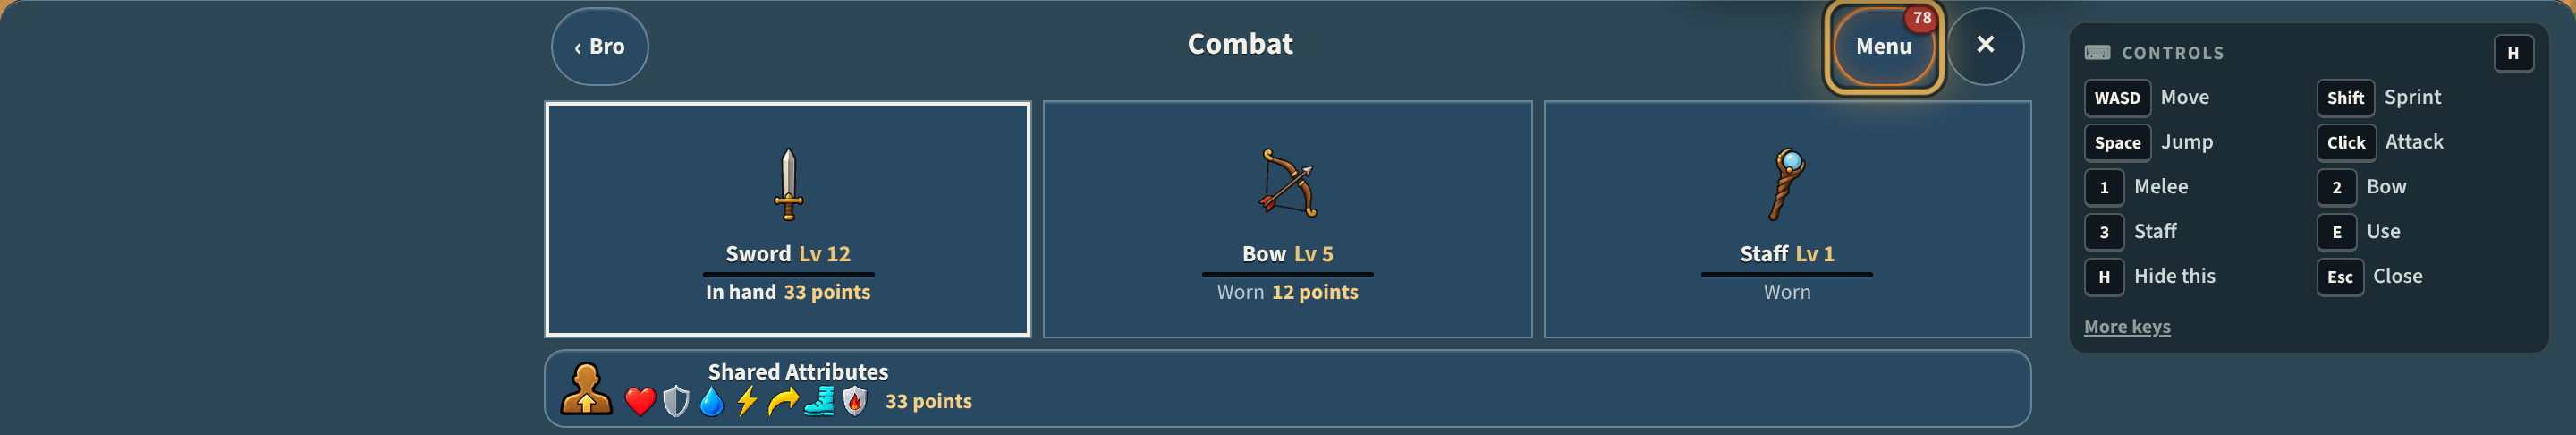 ‹ Bro
Combat
Menu
78
✕
Sword Lv 12
In hand 33 points
Bow Lv 5
Worn 12 points
Staff Lv 1
Worn
Shared Attributes
33 points
CONTROLS
H
WASD Move
Shift Sprint
Space Jump
Click Attack
1 Melee
2 Bow
3 Staff
E Use
H Hide this
Esc Close
More keys